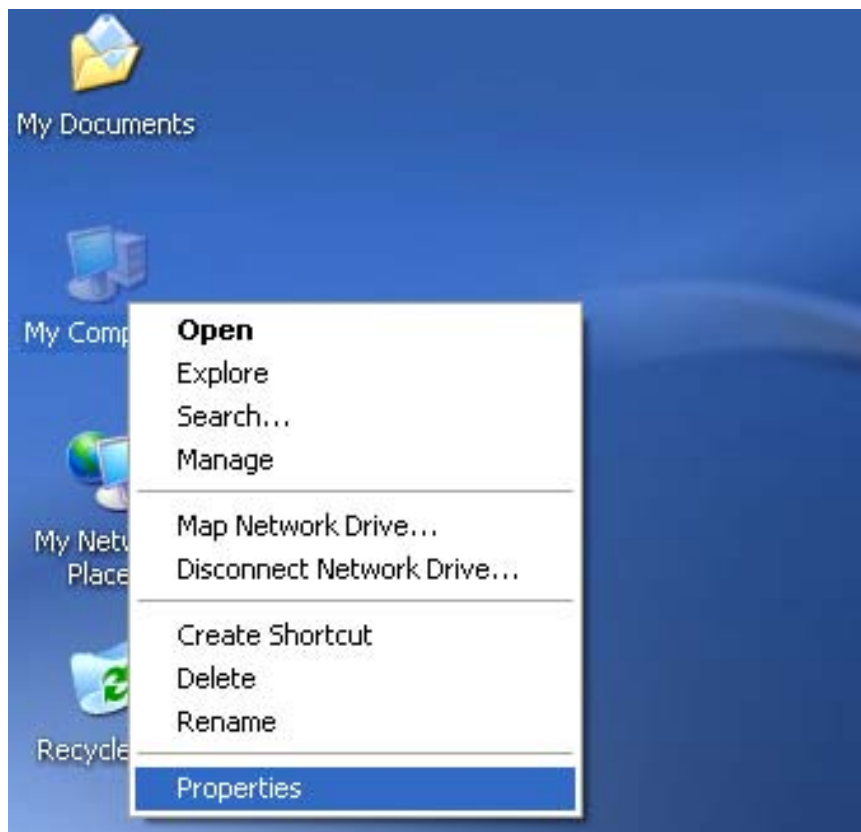 My Documents
My Comp
Open
Explore
Search...
Manage
My Netw
Place
Map Network Drive...
Disconnect Network Drive...
Create Shortcut
Delete
Rename
Recycle
Properties